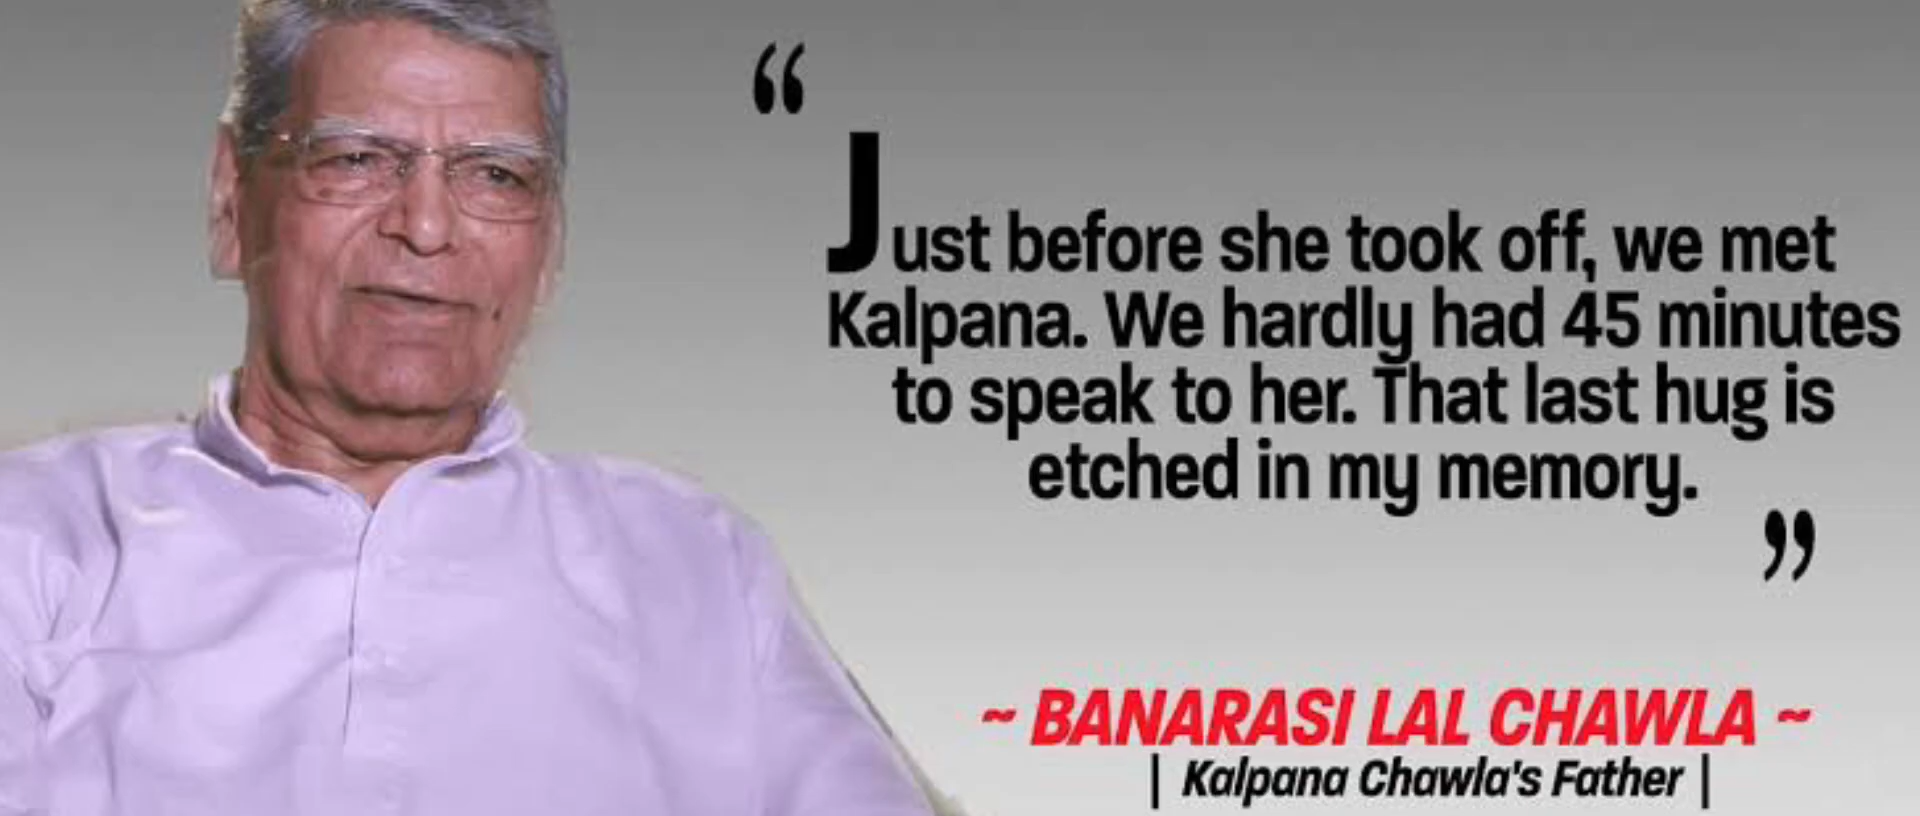 “
Just before she took off, we met
Kalpana. We hardly had 45 minutes
to speak to her. That last hug is
etched in my memory.
”
~ BANARASI LAL CHAWLA ~
| Kalpana Chawla's Father |